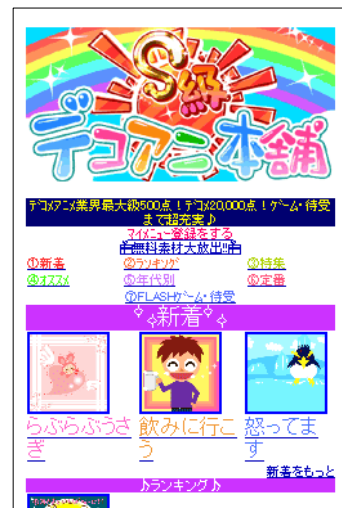 S級
デコアニ本舗
デコメアニメ業界最大級500点！デコメ20,000点！ゲーム・待受
まで超充実♪
マイメニュー登録をする
無料素材大放出!!
①新着 ②ランキング ③特集
④オススメ ⑤年代別 ⑥定番
⑦FLASHゲーム・待受
新着
らぶらぶうさぎ
飲みに行こう
怒ってます
新着をもっと
♪ランキング♪